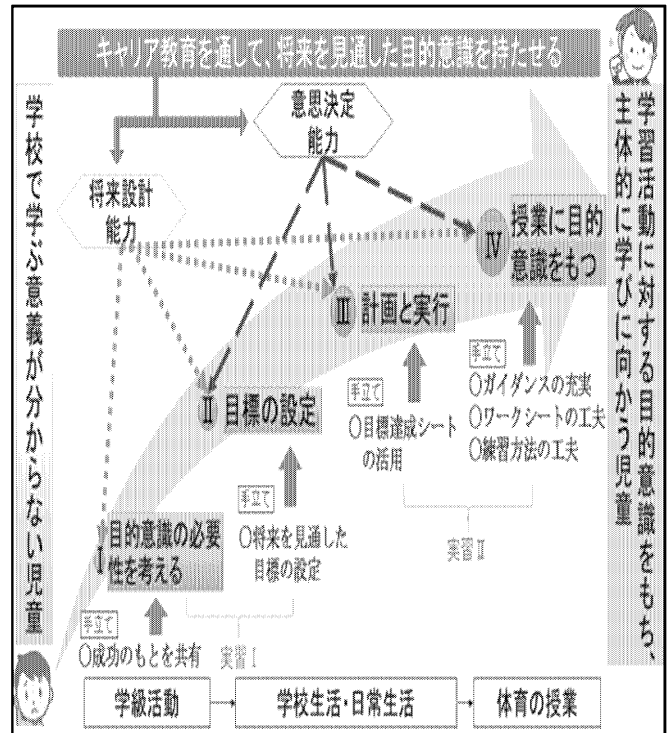 キャリア教育を通して、将来を見通した目的意識を持たせる
学校で学ぶ意義が分からない児童
意思決定
能力
将来設計
能力
学習活動に対する目的意識をもち、
主体的に学びに向かう児童
Ⅳ
授業に目的
意識をもつ
Ⅲ
計画と実行
手立て
○ガイダンスの充実
○ワークシートの工夫
○練習方法の工夫
手立て
○目標達成シート
の活用
Ⅱ
目標の設定
手立て
○将来を見通した
目標の設定
実習Ⅱ
Ⅰ
目的意識の必要
性を考える
手立て
○成功のもとを共有
実習Ⅰ
学級活動
学校生活・日常生活
体育の授業